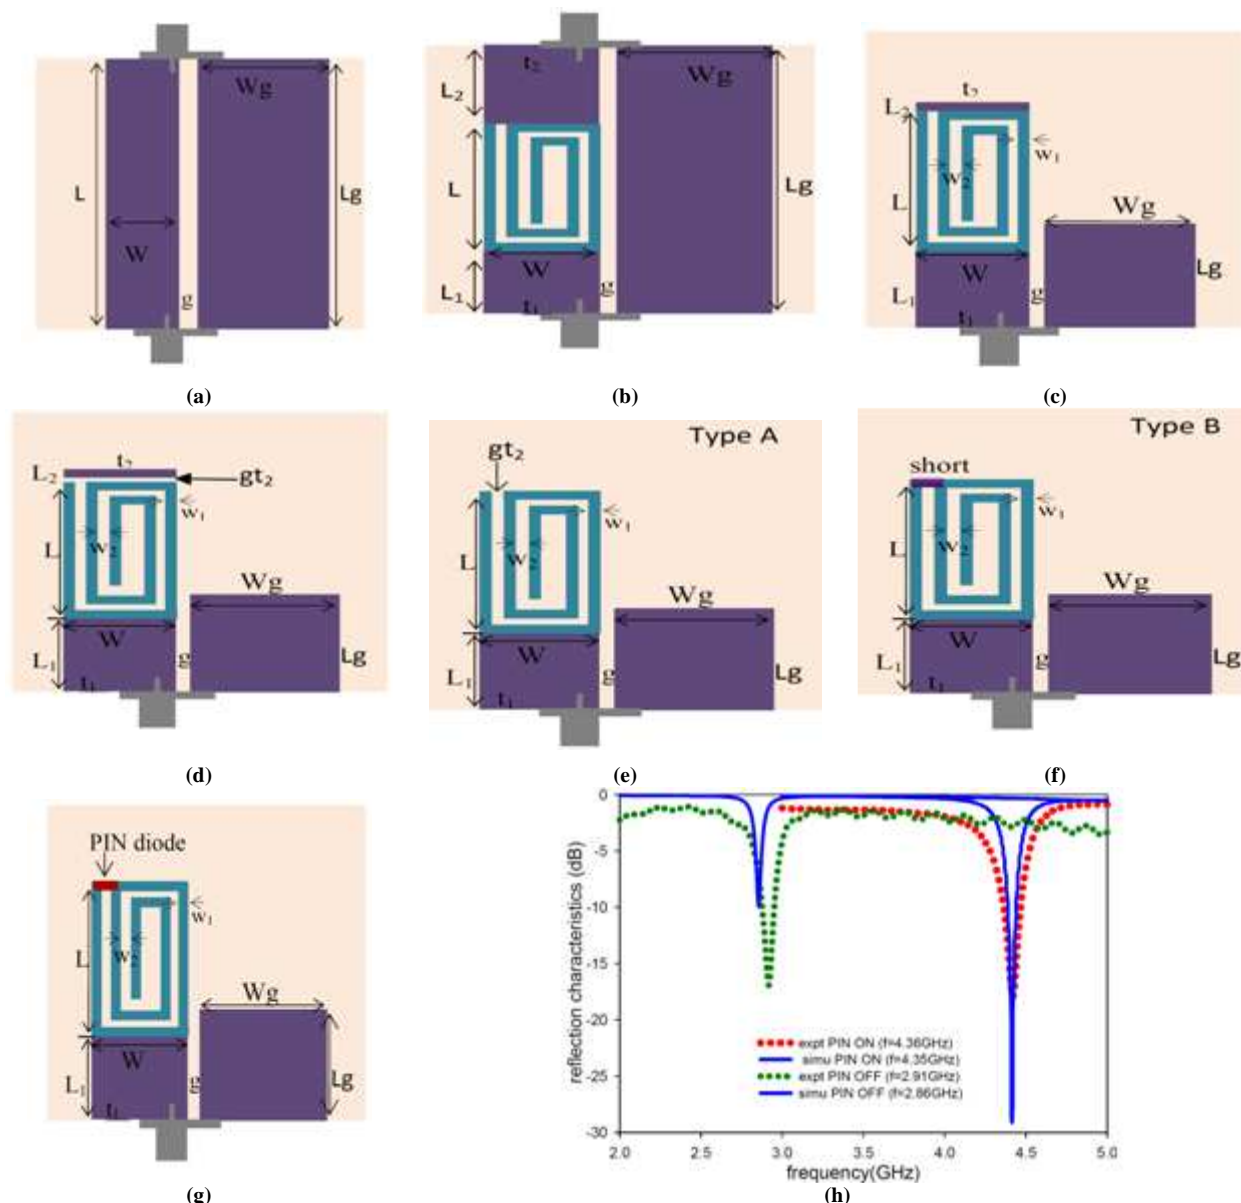 Wg
L
W
g
Lg
(a)
t₂
Wg
L₂
L
Lg
W
L₁
g
t₁
(b)
t₂
L₂
w₁
w₂
L
Wg
W
L₁
g
Lg
t₁
(c)
t₂
L₂
gt₂
w₁
w₂
L
Wg
W
L₁
g
Lg
t₁
(d)
Type A
gt₂
w₁
w₂
L
Wg
W
L₁
g
Lg
t₁
(e)
Type B
short
w₁
w₂
L
Wg
W
L₁
g
Lg
t₁
(f)
PIN diode
w₁
w₂
L
Wg
W
L₁
g
Lg
t₁
(g)
reflection characteristics (dB)
0
-5
-10
-15
-20
-25
-30
expt PIN ON (f=4.36GHz)
simu PIN ON (f=4.35GHz)
expt PIN OFF (f=2.91GHz)
simu PIN OFF (f=2.86GHz)
2.0 2.5 3.0 3.5 4.0 4.5 5.0
frequency(GHz)
(h)